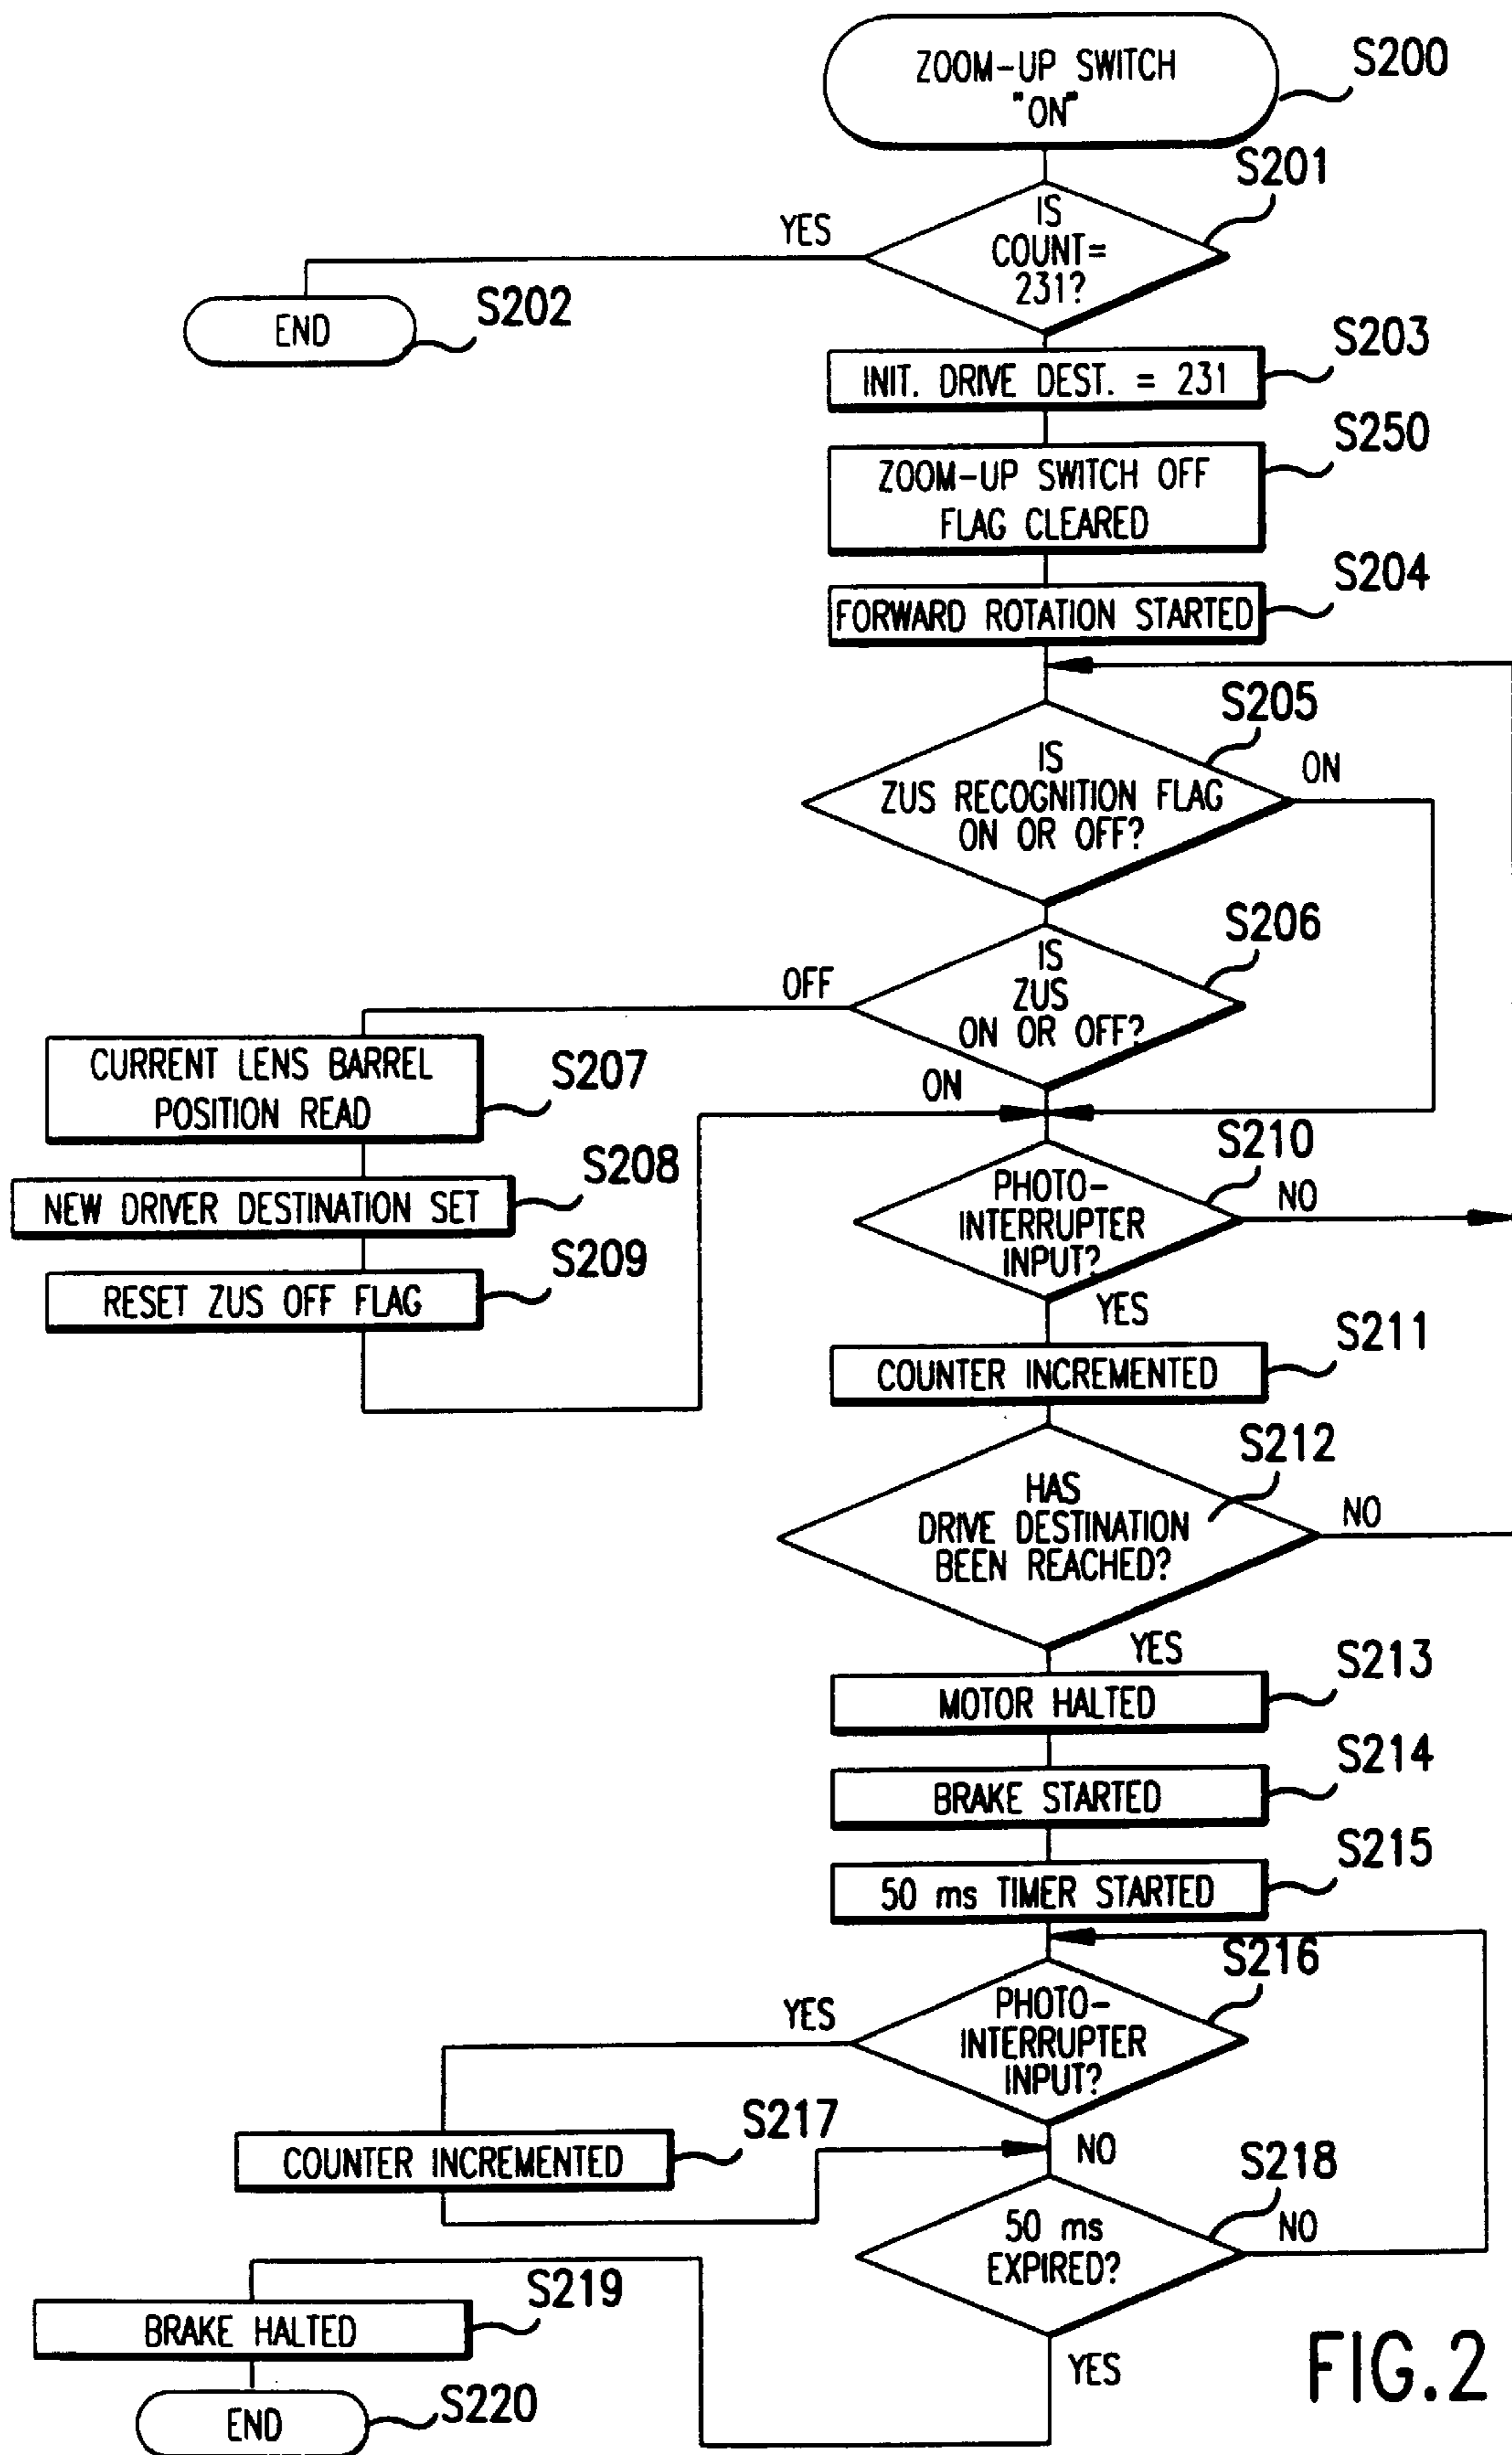 ZOOM-UP SWITCH
"ON"
S200
S201
IS
COUNT=
231?
YES
END
S202
INIT. DRIVE DEST. = 231
S203
ZOOM-UP SWITCH OFF
FLAG CLEARED
S250
FORWARD ROTATION STARTED
S204
S205
IS
ZUS RECOGNITION FLAG
ON OR OFF?
ON
S206
IS
ZUS
ON OR OFF?
OFF
ON
CURRENT LENS BARREL
POSITION READ
S207
NEW DRIVER DESTINATION SET
S208
RESET ZUS OFF FLAG
S209
S210
PHOTO-
INTERRUPTER
INPUT?
NO
YES
COUNTER INCREMENTED
S211
S212
HAS
DRIVE DESTINATION
BEEN REACHED?
NO
YES
MOTOR HALTED
S213
BRAKE STARTED
S214
50 ms TIMER STARTED
S215
S216
PHOTO-
INTERRUPTER
INPUT?
YES
NO
COUNTER INCREMENTED
S217
S218
50 ms
EXPIRED?
NO
YES
BRAKE HALTED
S219
END
S220
FIG.2